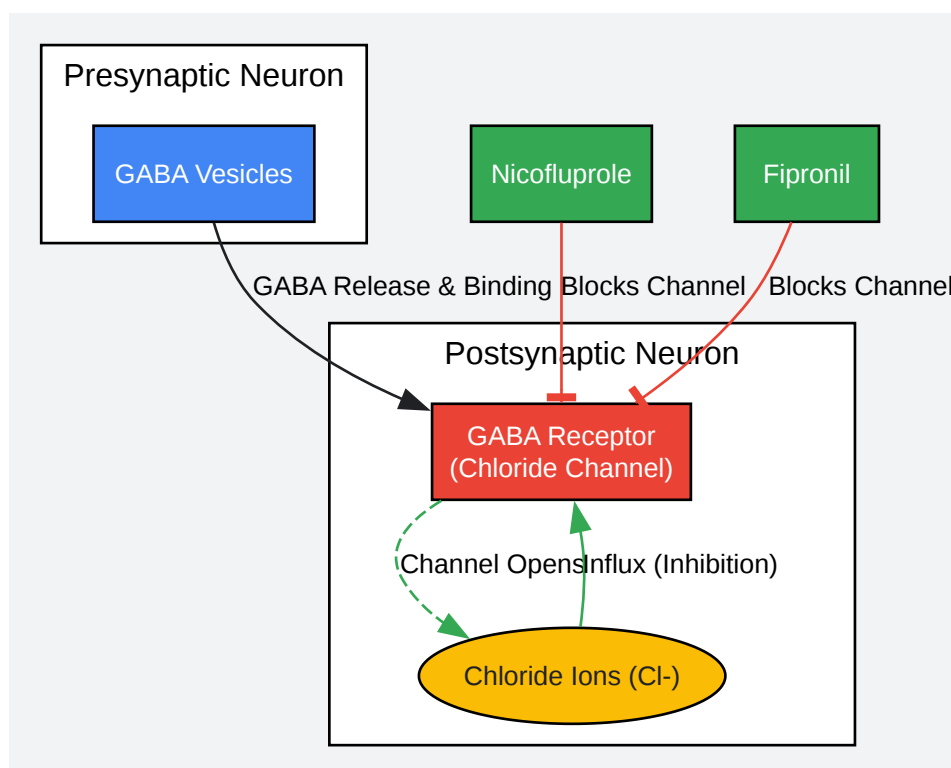 Presynaptic Neuron
GABA Vesicles
Nicofluprole
Fipronil
GABA Release & Binding
Blocks Channel
Blocks Channel
Postsynaptic Neuron
GABA Receptor
(Chloride Channel)
Channel Opens
Influx (Inhibition)
Chloride Ions (Cl-)